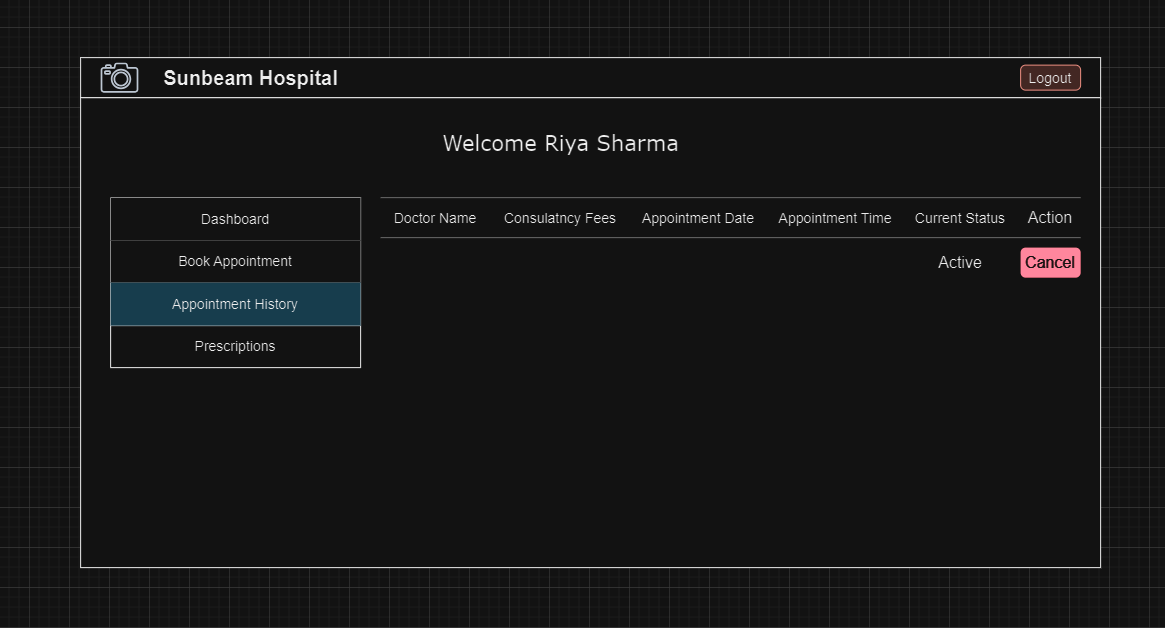 Sunbeam Hospital
Logout
Welcome Riya Sharma
Dashboard
Book Appointment
Appointment History
Prescriptions
Doctor Name Consulatncy Fees Appointment Date Appointment Time Current Status Action
Active Cancel